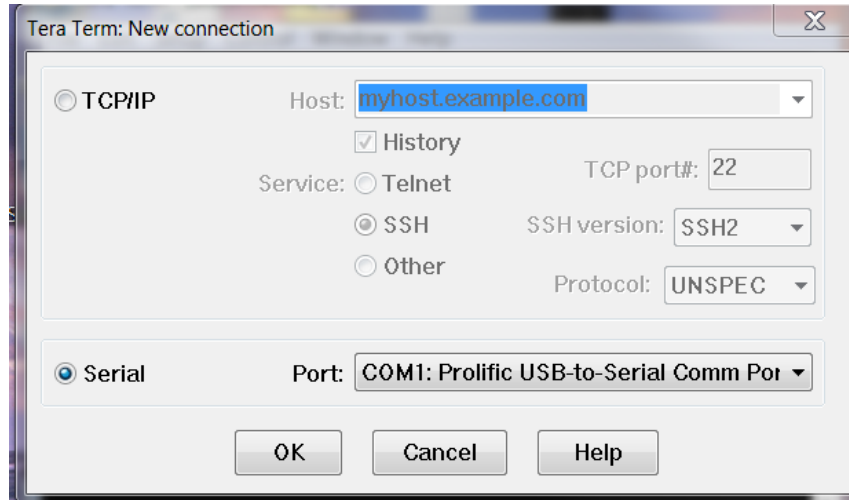 Tera Term: New connection
TCP/IP Host: myhost.example.com
History
Service: Telnet TCP port#: 22
SSH SSH version: SSH2
Other Protocol: UNSPEC
Serial Port: COM1: Prolific USB-to-Serial Comm Por
OK Cancel Help